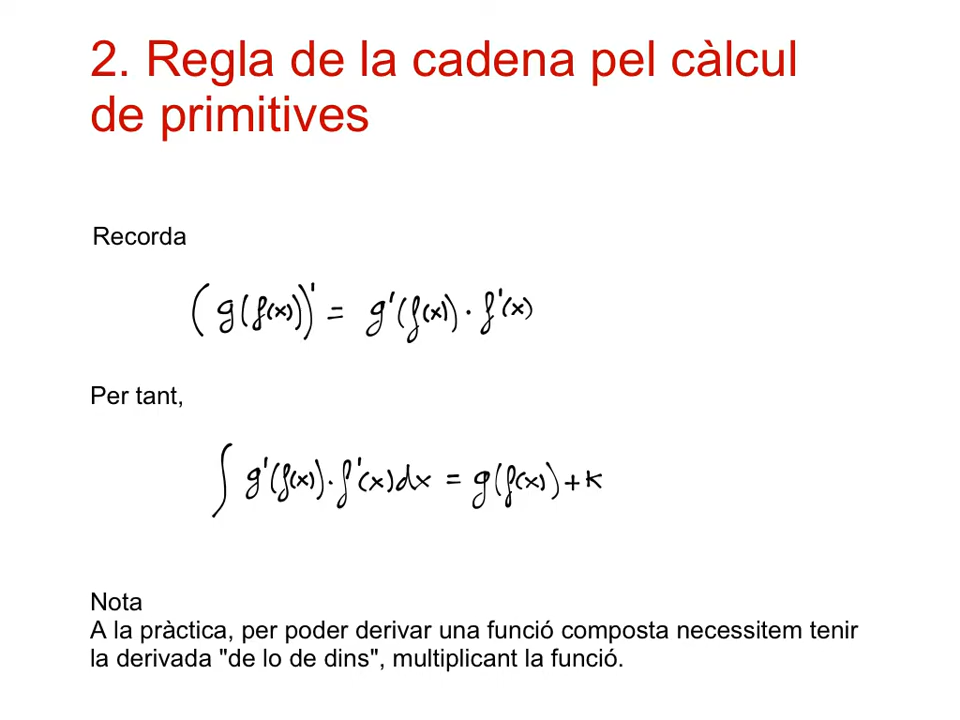 2. Regla de la cadena pel càlcul
de primitives
Recorda
(g(f(x)))' = g'(f(x)) · f'(x)
Per tant,
∫ g'(f(x)) · f'(x) dx = g(f(x)) + k
Nota
A la pràctica, per poder derivar una funció composta necessitem tenir
la derivada "de lo de dins", multiplicant la funció.